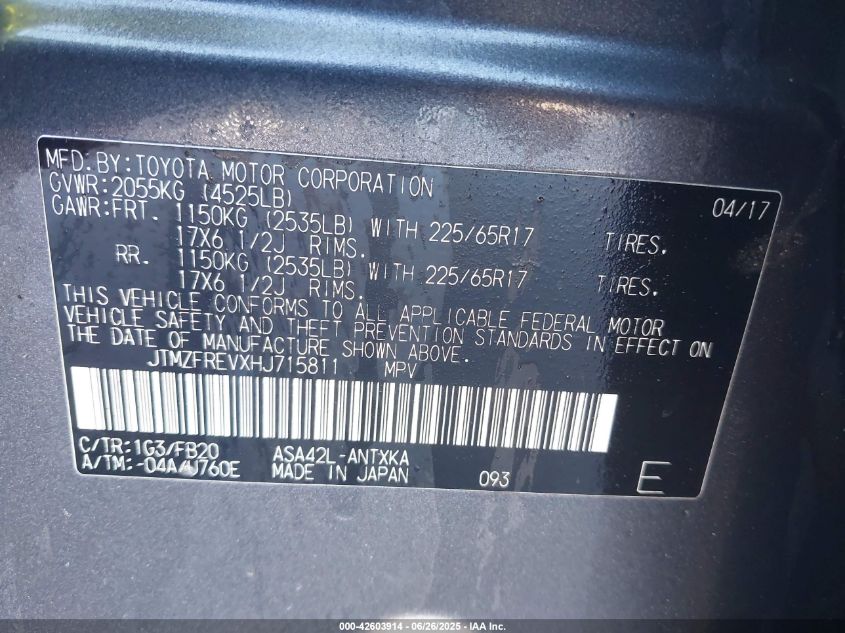 MFD. BY: TOYOTA MOTOR CORPORATION 04/17
GVWR: 2055KG (4525LB)
GAWR: FRT. 1150KG (2535LB) WITH 225/65R17 TIRES.
17X6 1/2J RIMS.
RR. 1150KG (2535LB) WITH 225/65R17 TIRES.
17X6 1/2J RIMS.
THIS VEHICLE CONFORMS TO ALL APPLICABLE FEDERAL MOTOR
VEHICLE SAFETY AND THEFT PREVENTION STANDARDS IN EFFECT ON
THE DATE OF MANUFACTURE SHOWN ABOVE.
JTMZFREVXHJ715811 MPV
C/TR: 1G3/FB20 ASA42L-ANTXKA
A/TM: -04A/U760E MADE IN JAPAN 093 E
000-42603914 - 06/26/2025 - IAA Inc.